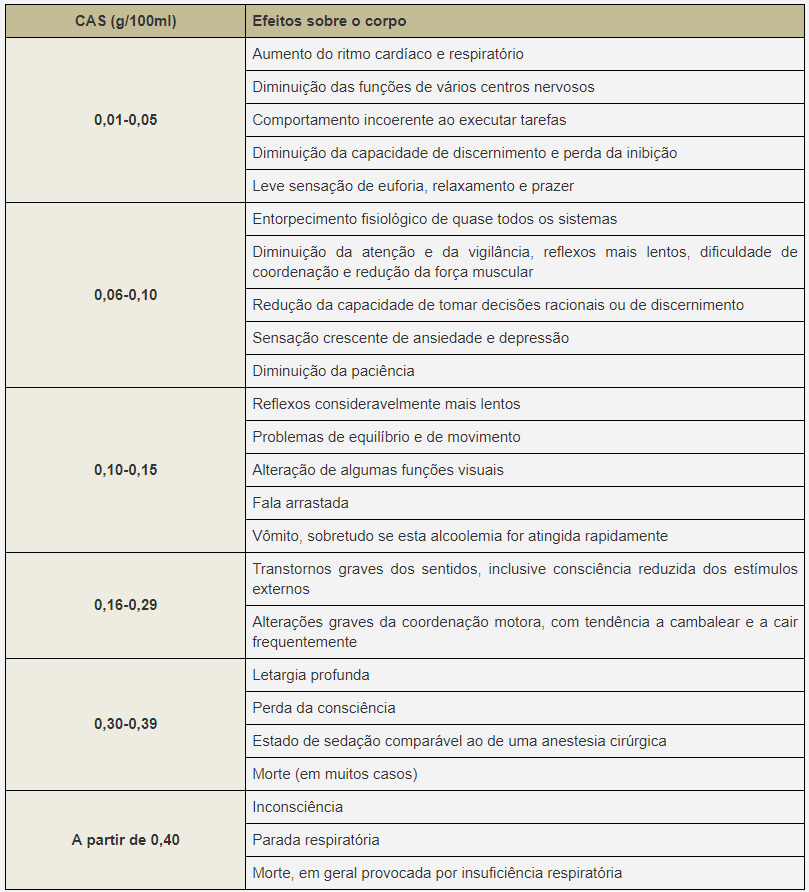 CAS (g/100ml) Efeitos sobre o corpo
0,01-0,05
Aumento do ritmo cardíaco e respiratório
Diminuição das funções de vários centros nervosos
Comportamento incoerente ao executar tarefas
Diminuição da capacidade de discernimento e perda da inibição
Leve sensação de euforia, relaxamento e prazer
0,06-0,10
Entorpecimento fisiológico de quase todos os sistemas
Diminuição da atenção e da vigilância, reflexos mais lentos, dificuldade de
coordenação e redução da força muscular
Redução da capacidade de tomar decisões racionais ou de discernimento
Sensação crescente de ansiedade e depressão
Diminuição da paciência
0,10-0,15
Reflexos consideravelmente mais lentos
Problemas de equilíbrio e de movimento
Alteração de algumas funções visuais
Fala arrastada
Vômito, sobretudo se esta alcoolemia for atingida rapidamente
0,16-0,29
Transtornos graves dos sentidos, inclusive consciência reduzida dos estímulos
externos
Alterações graves da coordenação motora, com tendência a cambalear e a cair
frequentemente
0,30-0,39
Letargia profunda
Perda da consciência
Estado de sedação comparável ao de uma anestesia cirúrgica
Morte (em muitos casos)
A partir de 0,40
Inconsciência
Parada respiratória
Morte, em geral provocada por insuficiência respiratória